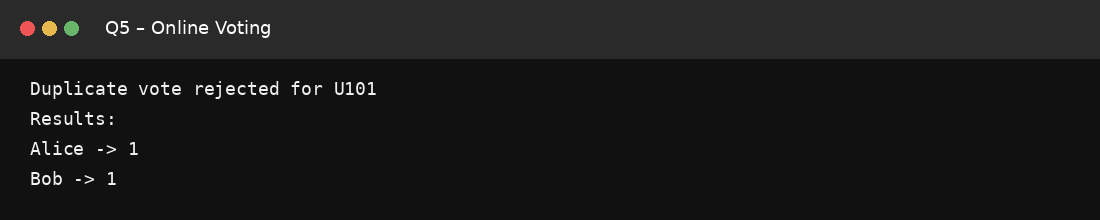 Q5 – Online Voting
Duplicate vote rejected for U101
Results:
Alice -> 1
Bob -> 1